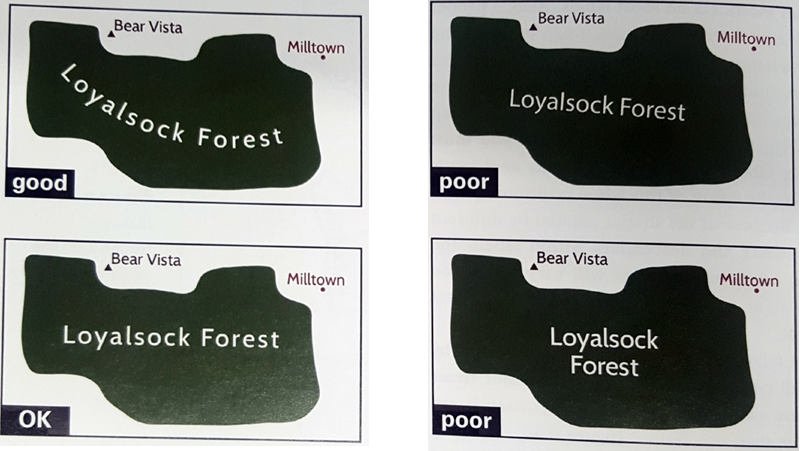 Bear Vista
Milltown
Loyalsock Forest
good
Bear Vista
Milltown
Loyalsock Forest
poor
Bear Vista
Milltown
Loyalsock Forest
OK
Bear Vista
Milltown
Loyalsock
Forest
poor